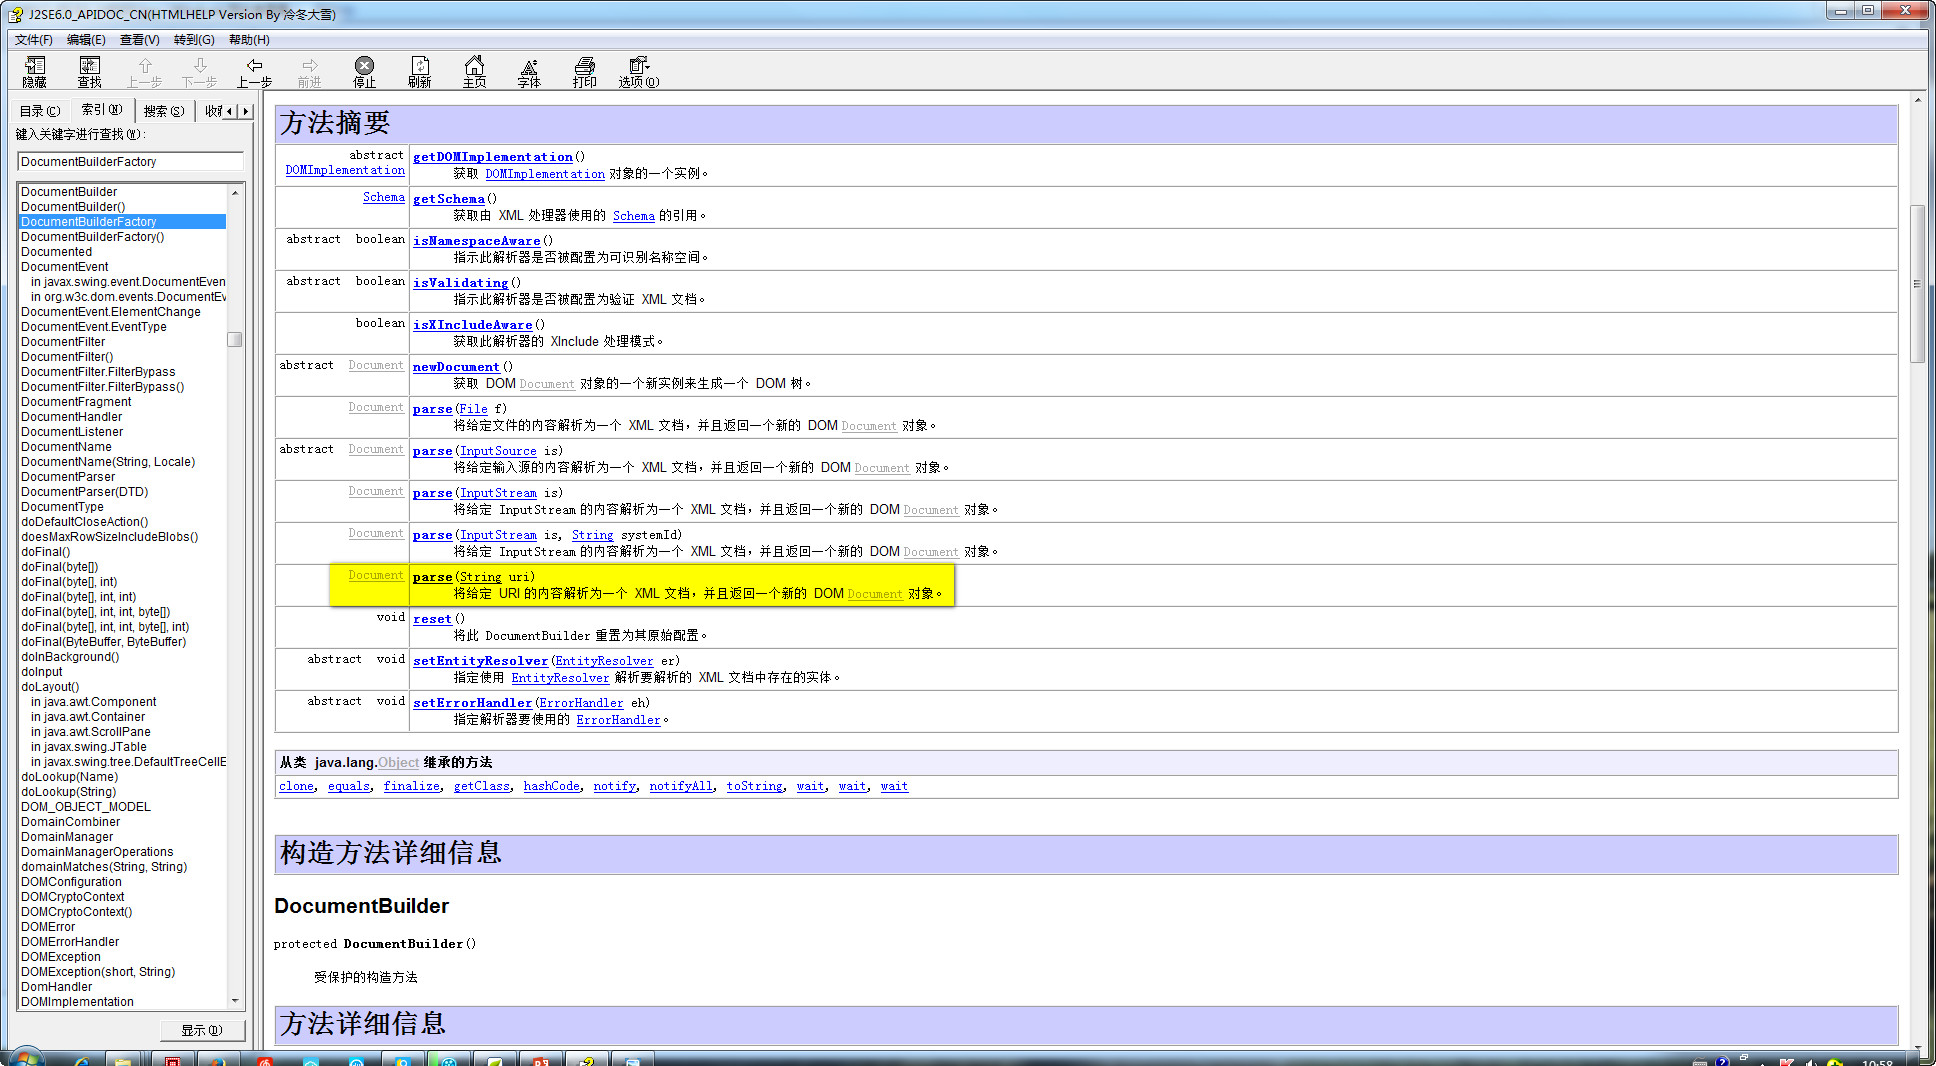 J2SE6.0_APIDOC_CN(HTMLHELP Version By 冷冬大雪)
文件(F) 编辑(E) 查看(V) 转到(G) 帮助(H)
隐藏 查找 上一步 下一步 上一步 前进 停止 刷新 主页 字体 打印 选项(O)
目录(C) 索引(N) 搜索(S)
键入关键字进行查找(W):
DocumentBuilderFactory
DocumentBuilder
DocumentBuilder()
DocumentBuilderFactory
DocumentBuilderFactory()
Documented
DocumentEvent
in javax.swing.event.DocumentEven
in org.w3c.dom.events.DocumentEv
DocumentEvent.ElementChange
DocumentEvent.EventType
DocumentFilter
DocumentFilter()
DocumentFilter.FilterBypass
DocumentFilter.FilterBypass()
DocumentFragment
DocumentHandler
DocumentListener
DocumentName
DocumentName(String, Locale)
DocumentParser
DocumentParser(DTD)
DocumentType
doDefaultCloseAction()
doesMaxRowSizeIncludeBlobs()
doFinal()
doFinal(byte[])
doFinal(byte[], int)
doFinal(byte[], int, int)
doFinal(byte[], int, int, byte[])
doFinal(byte[], int, int, byte[], int)
doFinal(ByteBuffer, ByteBuffer)
doInBackground()
doInput
doLayout()
in java.awt.Component
in java.awt.Container
in java.awt.ScrollPane
in javax.swing.JTable
in javax.swing.tree.DefaultTreeCellE
doLookup(Name)
doLookup(String)
DOM_OBJECT_MODEL
DomainCombiner
DomainManager
DomainManagerOperations
domainMatches(String, String)
DOMConfiguration
DOMCryptoContext
DOMCryptoContext()
DOMError
DOMErrorHandler
DOMException
DOMException(short, String)
DomHandler
DOMImplementation
显示(D)
方法摘要
abstract DOMImplementation getDOMImplementation()
获取 DOMImplementation 对象的一个实例。
Schema getSchema()
获取由 XML 处理器使用的 Schema 的引用。
abstract boolean isNamespaceAware()
指示此解析器是否被配置为可识别名称空间。
abstract boolean isValidating()
指示此解析器是否被配置为验证 XML 文档。
boolean isXIncludeAware()
获取此解析器的 XInclude 处理模式。
abstract Document newDocument()
获取 DOM Document 对象的一个新实例来生成一个 DOM 树。
Document parse(File f)
将给定文件的内容解析为一个 XML 文档，并且返回一个新的 DOM Document 对象。
abstract Document parse(InputSource is)
将给定输入源的内容解析为一个 XML 文档，并且返回一个新的 DOM Document 对象。
Document parse(InputStream is)
将给定 InputStream 的内容解析为一个 XML 文档，并且返回一个新的 DOM Document 对象。
Document parse(InputStream is, String systemId)
将给定 InputStream 的内容解析为一个 XML 文档，并且返回一个新的 DOM Document 对象。
Document parse(String uri)
将给定 URI 的内容解析为一个 XML 文档，并且返回一个新的 DOM Document 对象。
void reset()
将此 DocumentBuilder 重置为其原始配置。
abstract void setEntityResolver(EntityResolver er)
指定使用 EntityResolver 解析要解析的 XML 文档中存在的实体。
abstract void setErrorHandler(ErrorHandler eh)
指定解析器要使用的 ErrorHandler。
从类 java.lang.Object 继承的方法
clone, equals, finalize, getClass, hashCode, notify, notifyAll, toString, wait, wait, wait
构造方法详细信息
DocumentBuilder
protected DocumentBuilder()
受保护的构造方法
方法详细信息
10:58